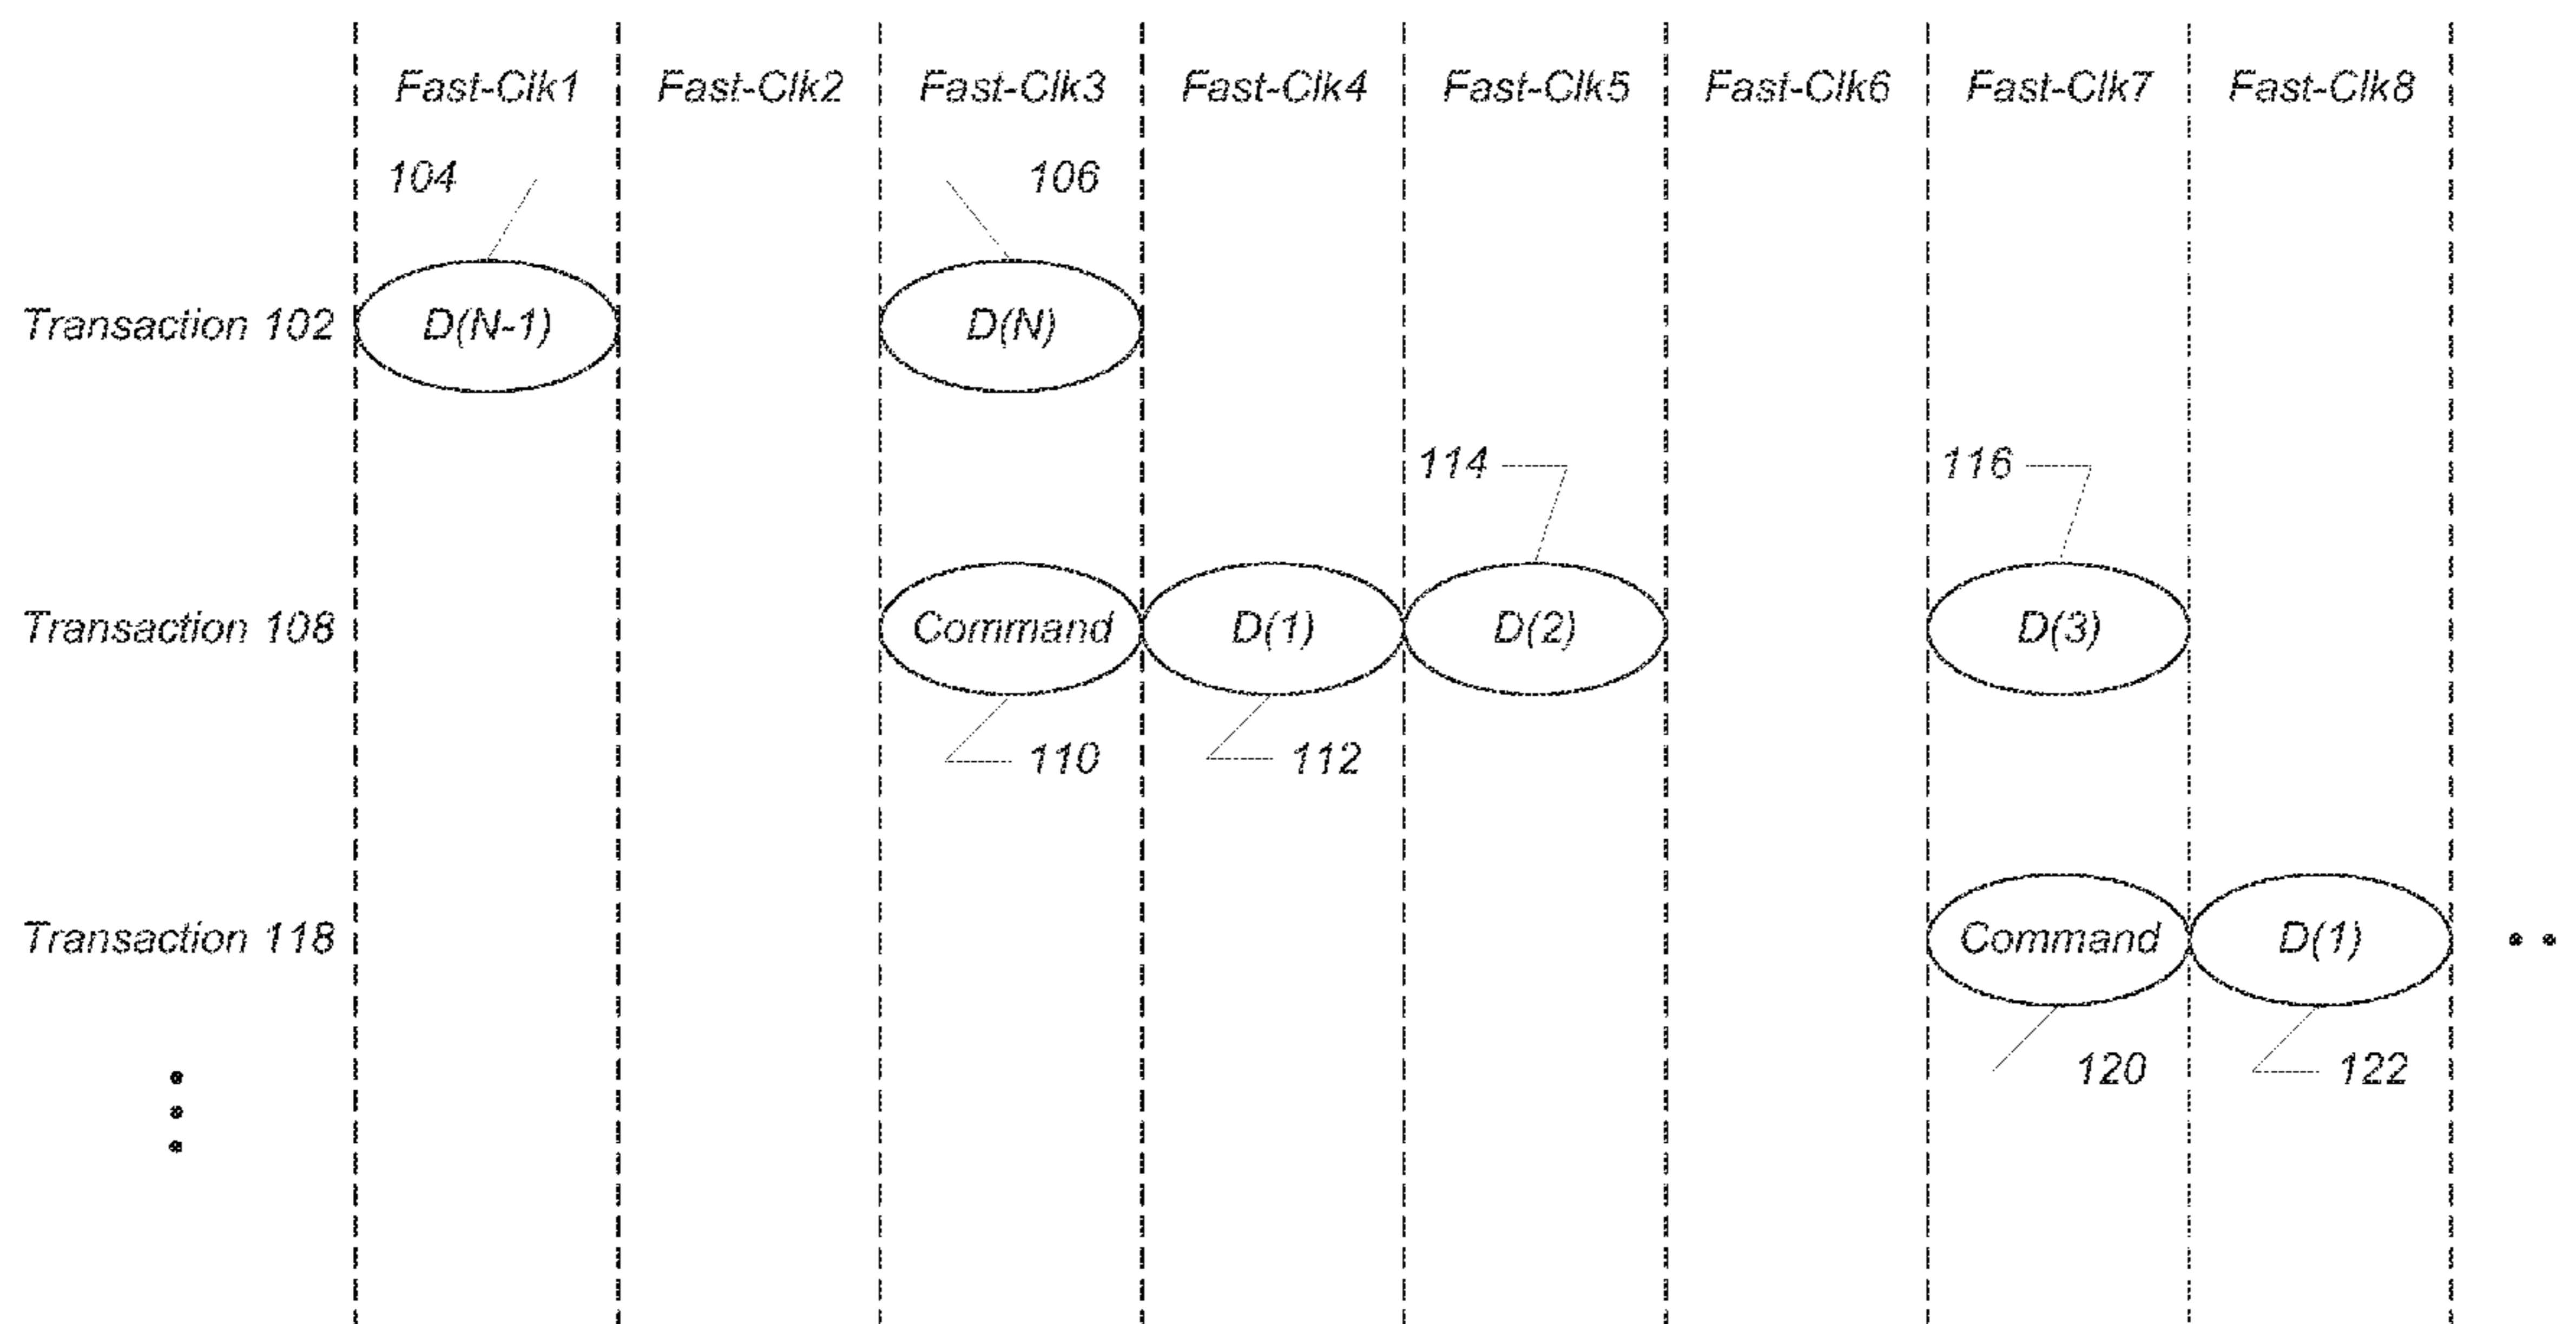 Fast-Clk1 Fast-Clk2 Fast-Clk3 Fast-Clk4 Fast-Clk5 Fast-Clk6 Fast-Clk7 Fast-Clk8
104 106
Transaction 102 D(N-1) D(N)
114 116
Transaction 108 Command D(1) D(2) D(3)
110 112
Transaction 118 Command D(1)
120 122